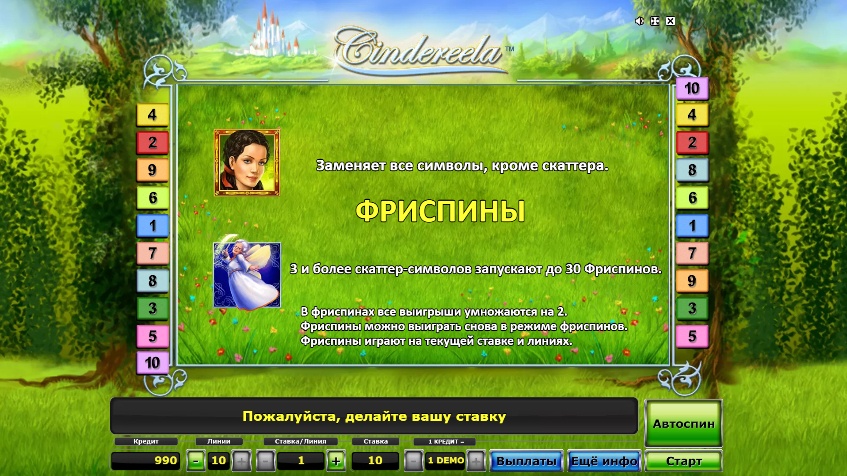 Cindereela™
10
4
4
2
2
9
8
6
6
1
1
7
7
8
9
3
3
5
5
10
Заменяет все символы, кроме скаттера.
ФРИСПИНЫ
3 и более скаттер-символов запускают до 30 Фриспинов.
В фриспинах все выигрыши умножаются на 2.
Фриспины можно выиграть снова в режиме фриспинов.
Фриспины играют на текущей ставке и линиях.
Пожалуйста, делайте вашу ставку
Автоспин
Кредит Линии Ставка/Линия Ставка 1 КРЕДИТ =
990 - 10 + - 1 + 10 - 1 DEMO + Выплаты Ещё инфо Старт